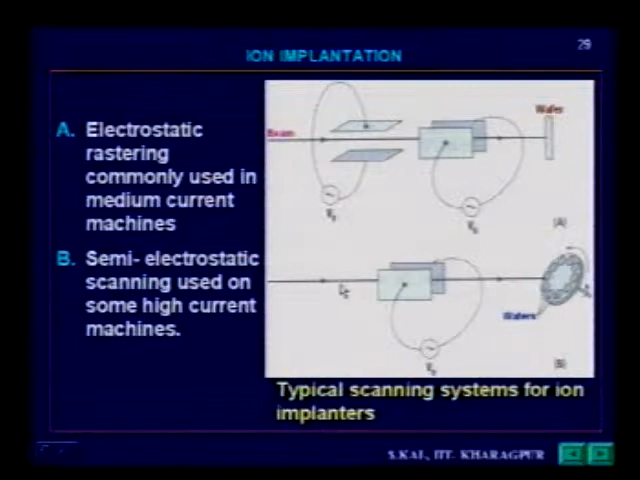 29
ION IMPLANTATION
A. Electrostatic
rastering
commonly used in
medium current
machines
B. Semi- electrostatic
scanning used on
some high current
machines.
Beam
Wafer
(A)
Wafers
(B)
Typical scanning systems for ion
implanters
S.KAL, IIT. KHARAGPUR